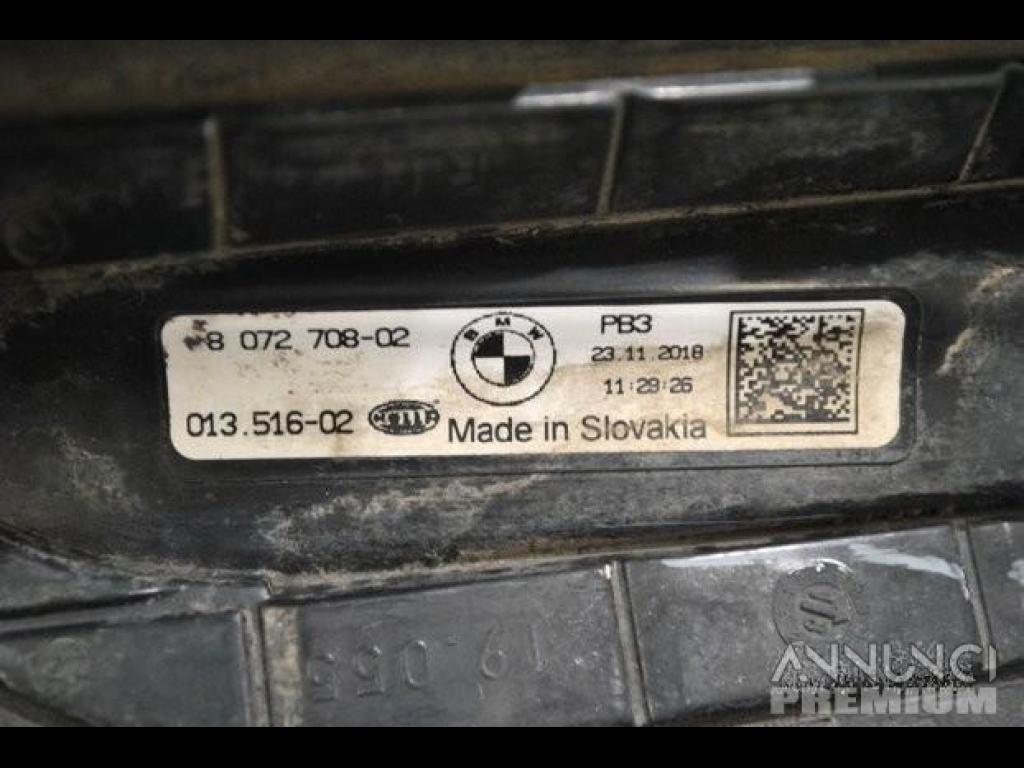 8 072 708-02
BMW
PB3
23.11.2018
11:29:26
013.516-02
HELLA
Made in Slovakia
19.055
ANNUNCI
PREMIUM